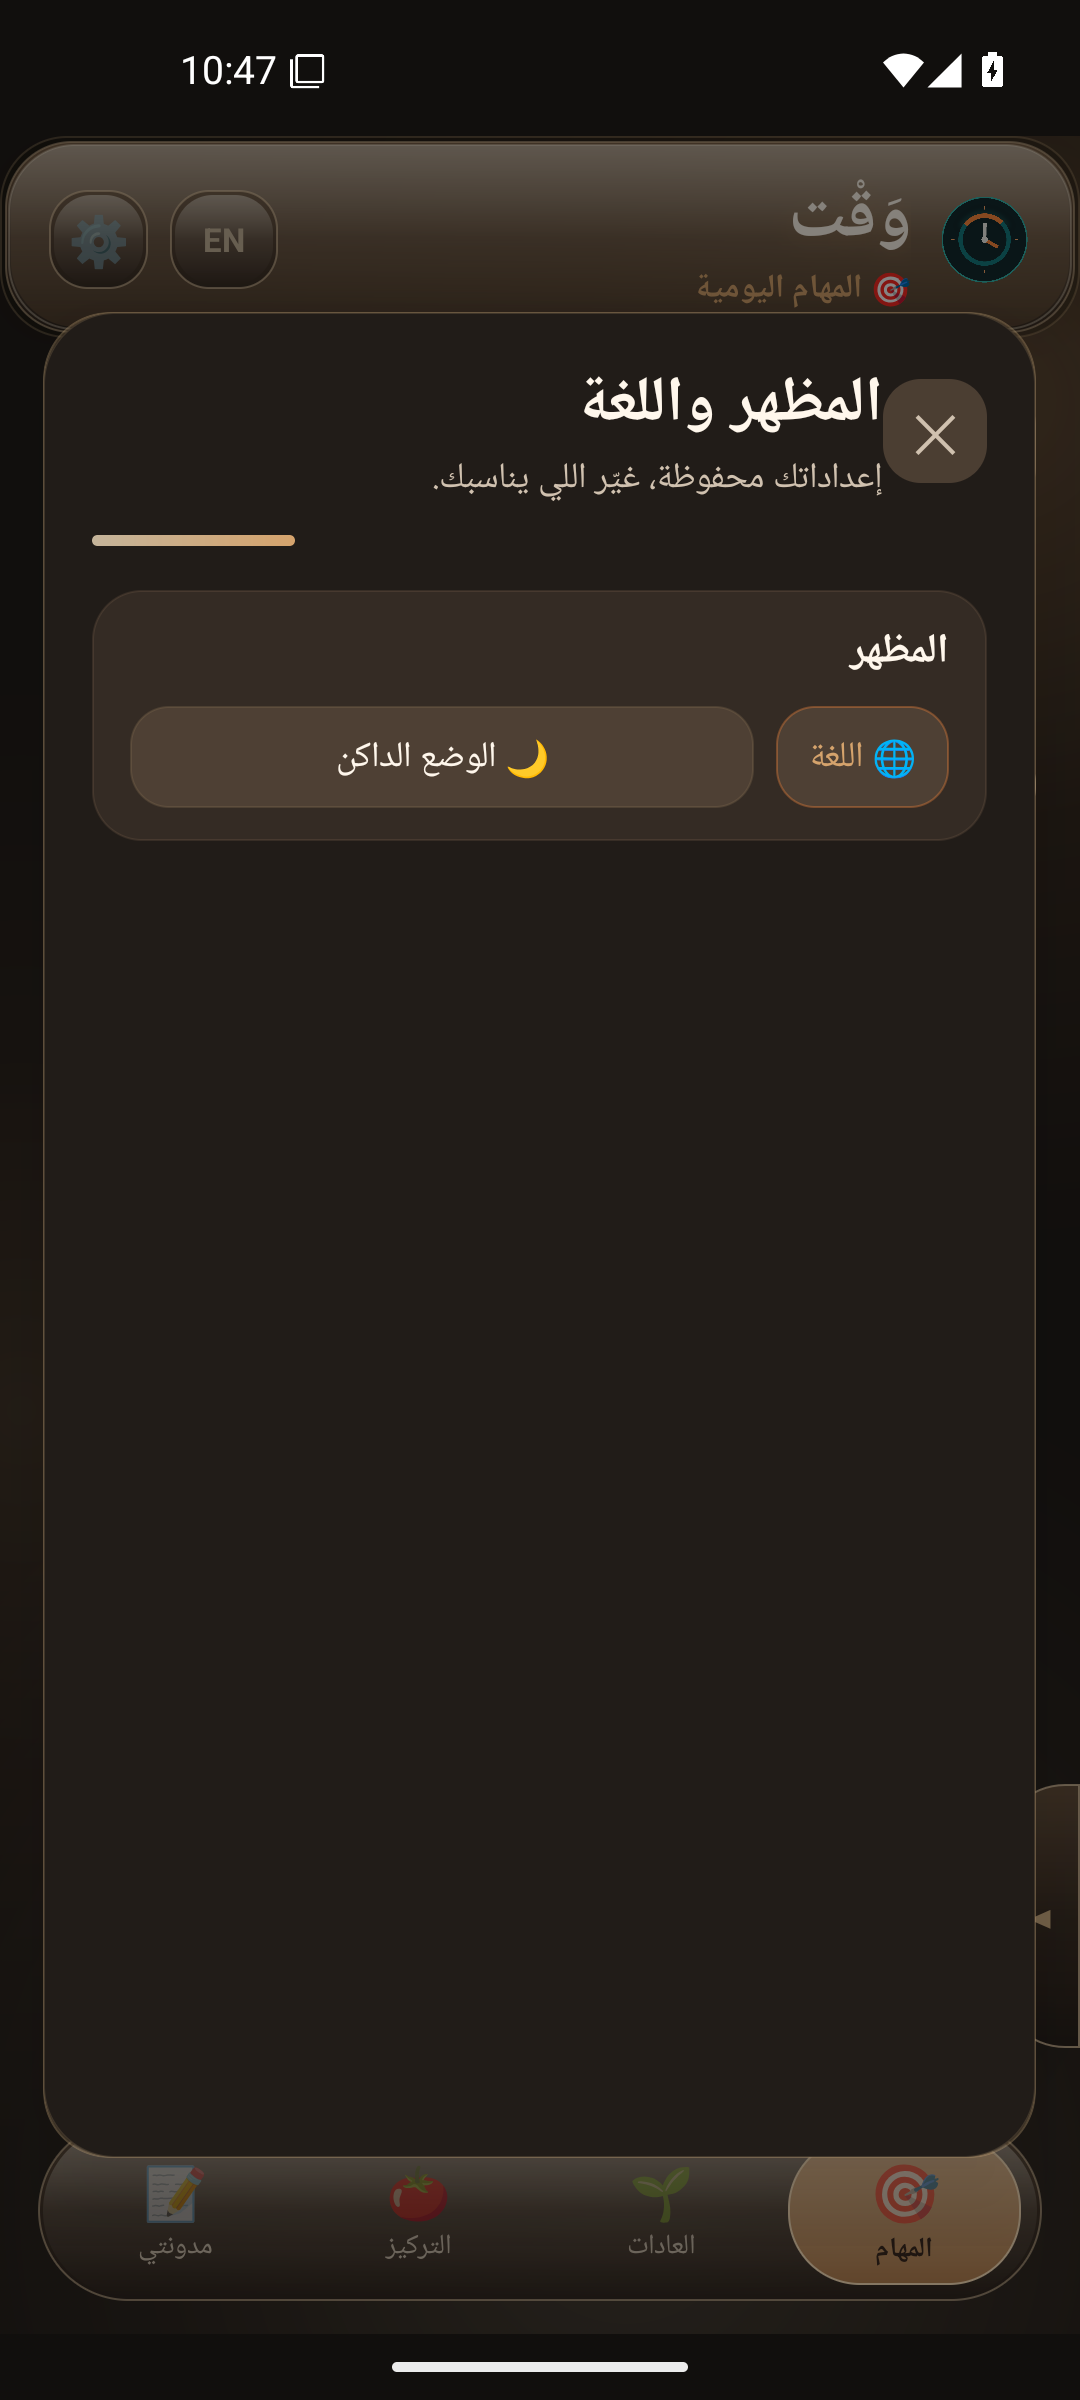 10:47
وَقْت
EN
المهام اليومية
المظهر واللغة
إعداداتك محفوظة، غيّر اللي يناسبك.
المظهر
اللغة
الوضع الداكن
المهام
العادات
التركيز
مدونتي